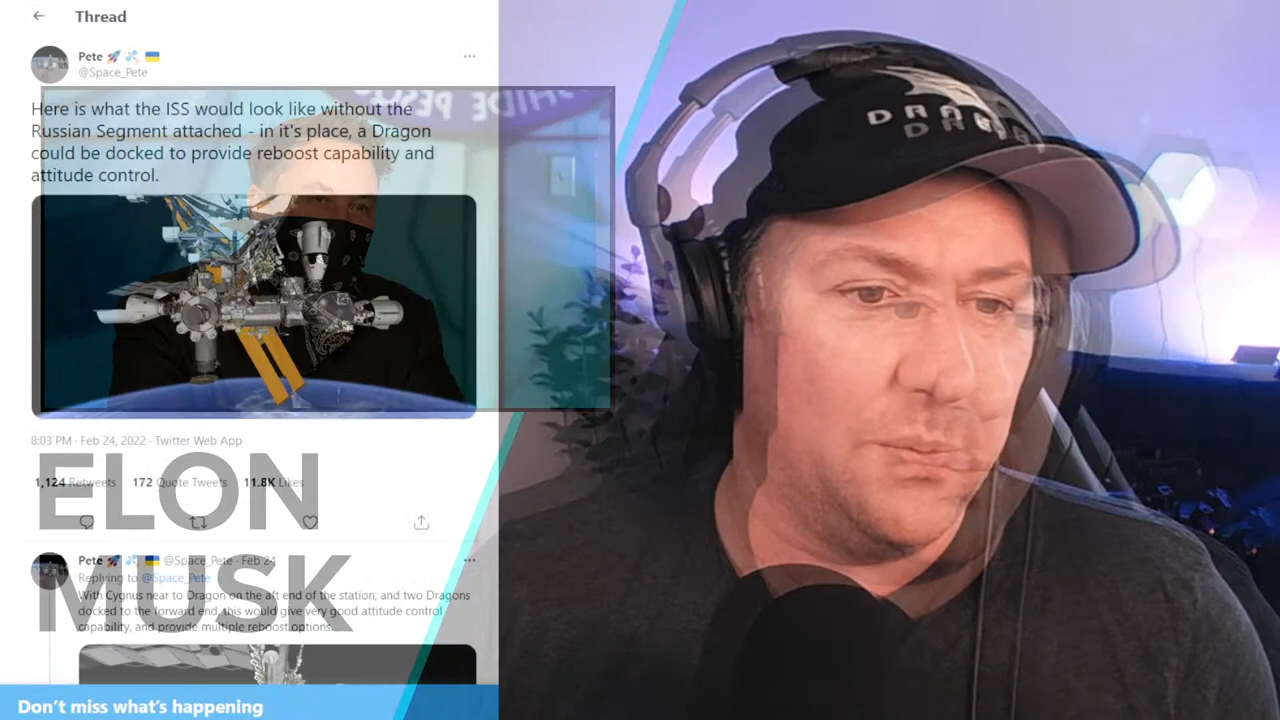 Thread
Pete
@Space_Pete
Here is what the ISS would look like without the
Russian Segment attached - in it's place, a Dragon
could be docked to provide reboost capability and
attitude control.
8:03 PM · Feb 24, 2022 · Twitter Web App
1,124 Retweets 172 Quote Tweets 11.8K Likes
ELON
MUSK
Pete @Space_Pete · Feb 24
Replying to @Space_Pete
With Cygnus near to Dragon on the aft end of the station, and two Dragons
docked to the forward end, this would give very good attitude control
capability, and provide multiple reboost options.
Don't miss what's happening
DRAGON